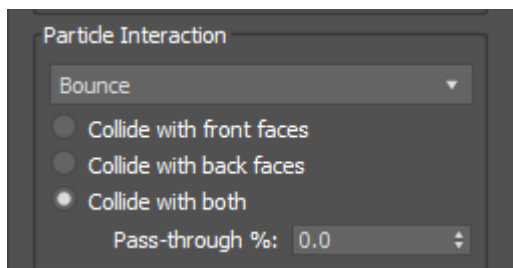 Particle Interaction
Bounce
Collide with front faces
Collide with back faces
Collide with both
Pass-through %: 0.0